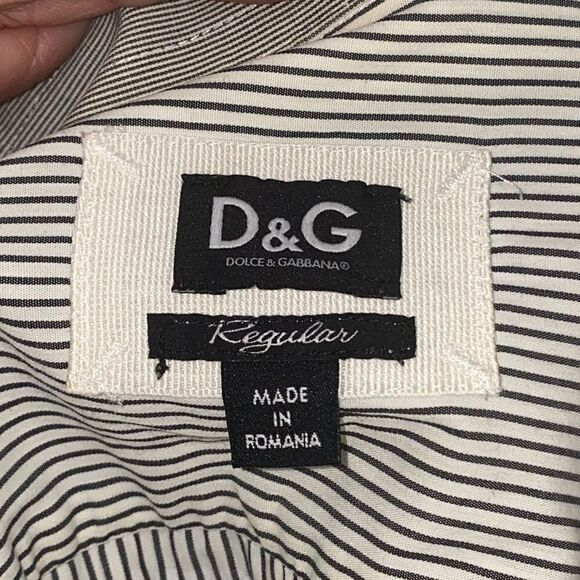 D&G
DOLCE & GABBANA®
Regular
MADE
IN
ROMANIA